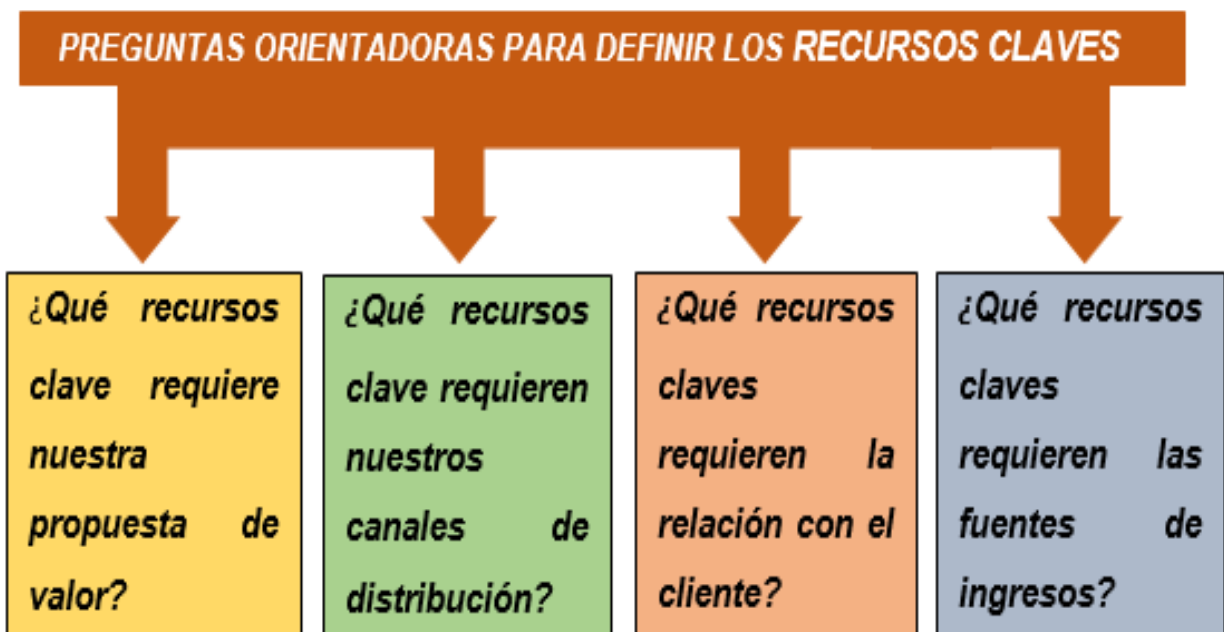 PREGUNTAS ORIENTADORAS PARA DEFINIR LOS RECURSOS CLAVES
¿Qué recursos
clave requiere
nuestra
propuesta de
valor?
¿Qué recursos
clave requieren
nuestros
canales de
distribución?
¿Qué recursos
claves
requieren la
relación con el
cliente?
¿Qué recursos
claves
requieren las
fuentes de
ingresos?